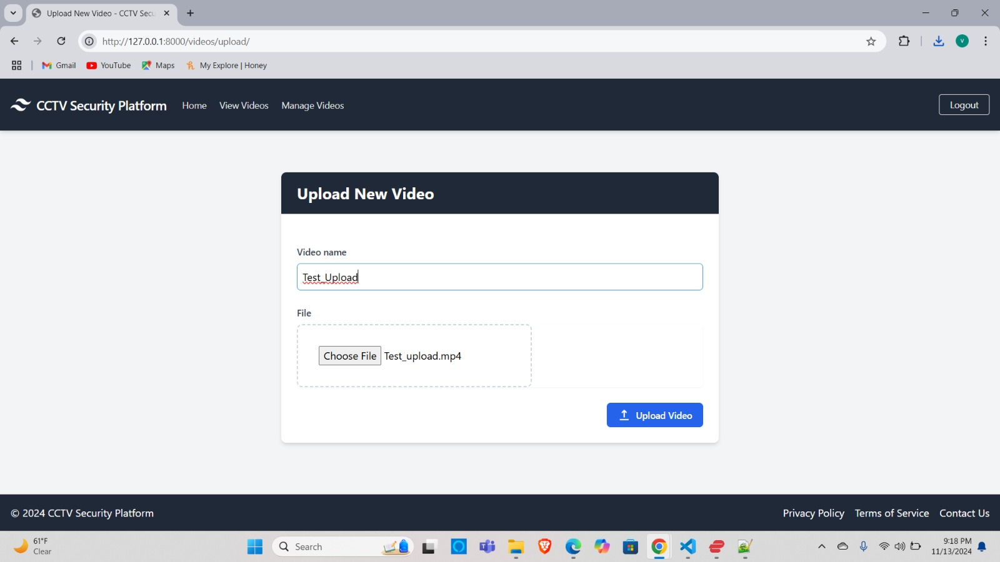 Upload New Video - CCTV Secu
http://127.0.0.1:8000/videos/upload/
V
Gmail
YouTube
Maps
My Explore | Honey
CCTV Security Platform
Home
View Videos
Manage Videos
Logout
Upload New Video
Video name
Test_Upload
File
Choose File Test_upload.mp4
Upload Video
© 2024 CCTV Security Platform
Privacy Policy
Terms of Service
Contact Us
61°F
Clear
Search
9:18 PM
11/13/2024